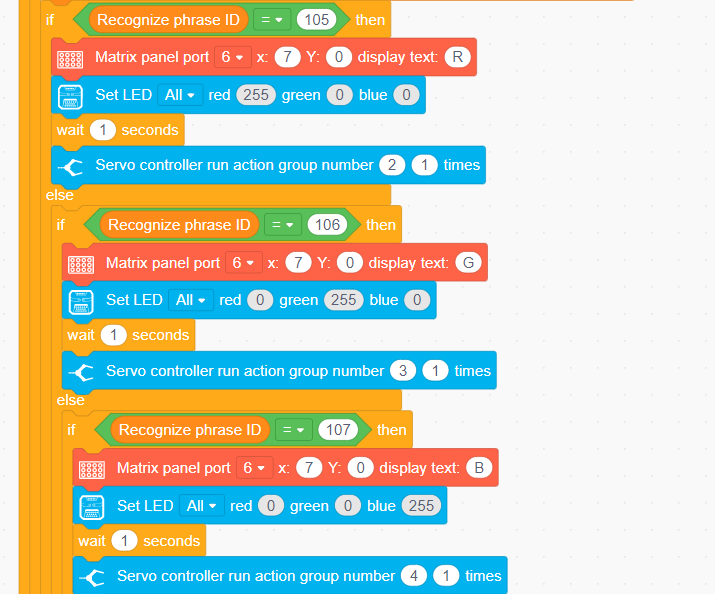 if Recognize phrase ID = 105 then
Matrix panel port 6 x: 7 Y: 0 display text: R
Set LED All red 255 green 0 blue 0
wait 1 seconds
Servo controller run action group number 2 1 times
else
if Recognize phrase ID = 106 then
Matrix panel port 6 x: 7 Y: 0 display text: G
Set LED All red 0 green 255 blue 0
wait 1 seconds
Servo controller run action group number 3 1 times
else
if Recognize phrase ID = 107 then
Matrix panel port 6 x: 7 Y: 0 display text: B
Set LED All red 0 green 0 blue 255
wait 1 seconds
Servo controller run action group number 4 1 times